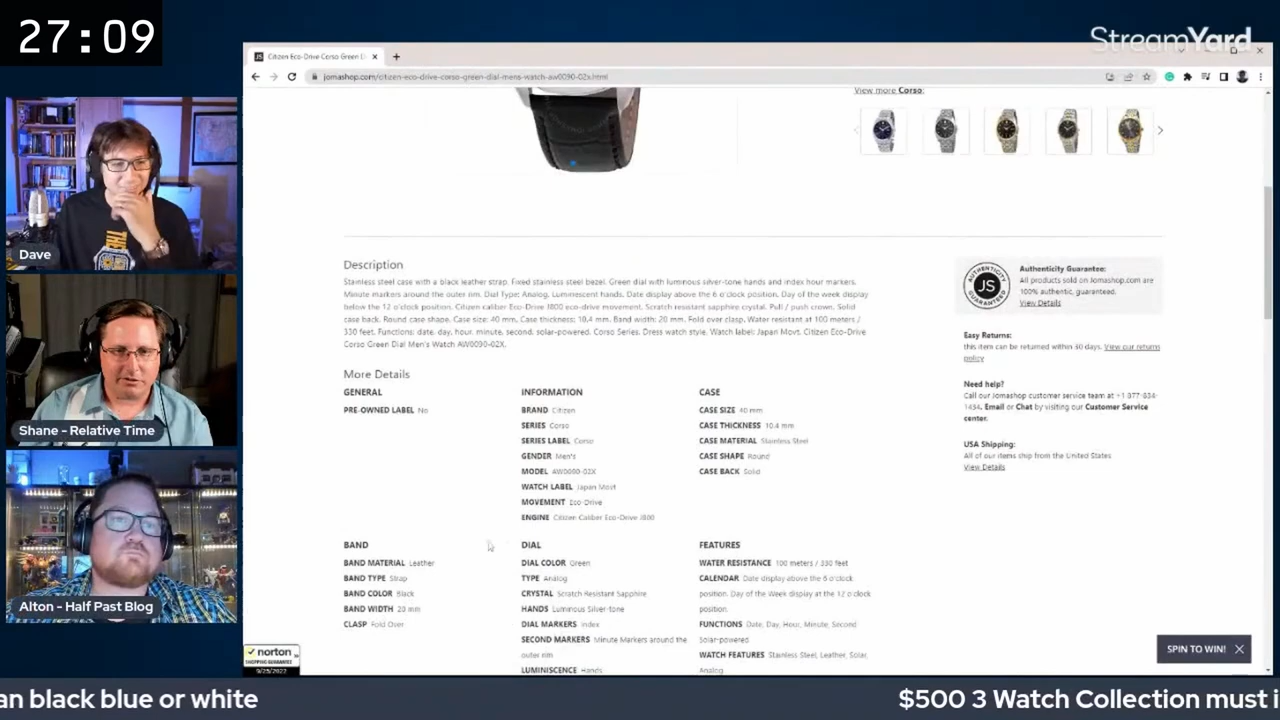 27:09
StreamYard
Citizen Eco-Drive Corso Green D
jomashop.com/citizen-eco-drive-corso-green-dial-mens-watch-aw0090-02x.html
View more Corso:
Dave
Shane - Relative Time
Alton - Half Past Blog
Description
Stainless steel case with a black leather strap. Fixed stainless steel bezel. Green dial with luminous silver-tone hands and index hour markers.
Minute markers around the outer rim. Dial Type: Analog. Luminescent hands. Date display above the 6 o'clock position. Day of the week display
below the 12 o'clock position. Citizen caliber Eco-Drive J800 eco-drive movement. Scratch resistant sapphire crystal. Pull / push crown. Solid
case back. Round case shape. Case size: 40 mm. Case thickness: 10.4 mm. Band width: 20 mm. Fold over clasp. Water resistant at 100 meters /
330 feet. Functions: date, day, hour, minute, second, solar-powered. Corso Series. Dress watch style. Watch label: Japan Movt. Citizen Eco-Drive
Corso Green Dial Men's Watch AW0090-02X.
JS
AUTHENTICITY GUARANTEED
Authenticity Guarantee:
All products sold on Jomashop.com are
100% authentic, guaranteed.
View Details
Easy Returns:
this item can be returned within 30 days. View our returns
policy
Need help?
Call our Jomashop customer service team at +1 877-834-
1434, Email or Chat by visiting our Customer Service
center.
USA Shipping:
All of our items ship from the United States
View Details
More Details
GENERAL
PRE-OWNED LABEL No
INFORMATION
BRAND Citizen
SERIES Corso
SERIES LABEL Corso
GENDER Men's
MODEL AW0090-02X
WATCH LABEL Japan Movt
MOVEMENT Eco-Drive
ENGINE Citizen Caliber Eco-Drive J800
CASE
CASE SIZE 40 mm
CASE THICKNESS 10.4 mm
CASE MATERIAL Stainless Steel
CASE SHAPE Round
CASE BACK Solid
BAND
BAND MATERIAL Leather
BAND TYPE Strap
BAND COLOR Black
BAND WIDTH 20 mm
CLASP Fold Over
DIAL
DIAL COLOR Green
TYPE Analog
CRYSTAL Scratch Resistant Sapphire
HANDS Luminous Silver-tone
DIAL MARKERS Index
SECOND MARKERS Minute Markers around the
outer rim
LUMINISCENCE Hands
FEATURES
WATER RESISTANCE 100 meters / 330 feet
CALENDAR Date display above the 6 o'clock
position. Day of the Week display at the 12 o clock
position.
FUNCTIONS Date, Day, Hour, Minute, Second
Solar-powered
WATCH FEATURES Stainless Steel, Leather, Solar,
Analog
SPIN TO WIN!
norton
SHOPPING GUARANTEE
9/25/2022
an black blue or white
$500 3 Watch Collection must i